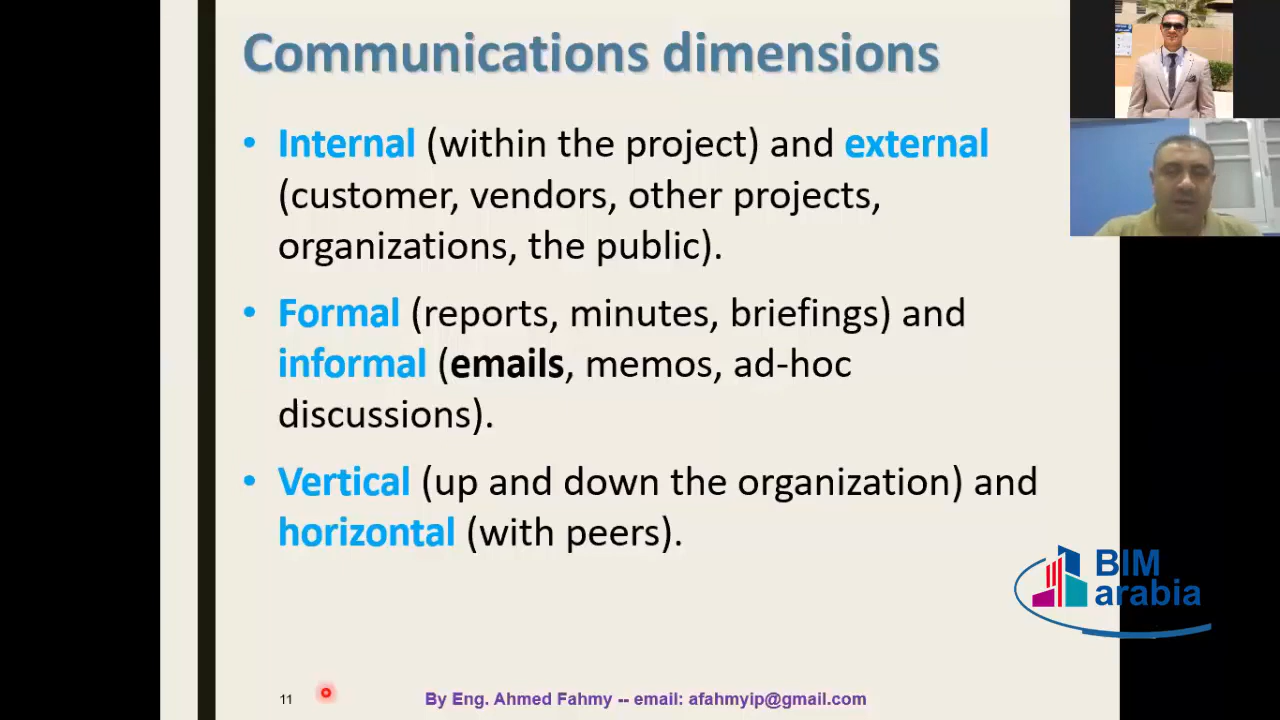 Communications dimensions
• Internal (within the project) and external
(customer, vendors, other projects,
organizations, the public).
• Formal (reports, minutes, briefings) and
informal (emails, memos, ad-hoc
discussions).
• Vertical (up and down the organization) and
horizontal (with peers).
BIM
arabia
11
By Eng. Ahmed Fahmy -- email: afahmyip@gmail.com